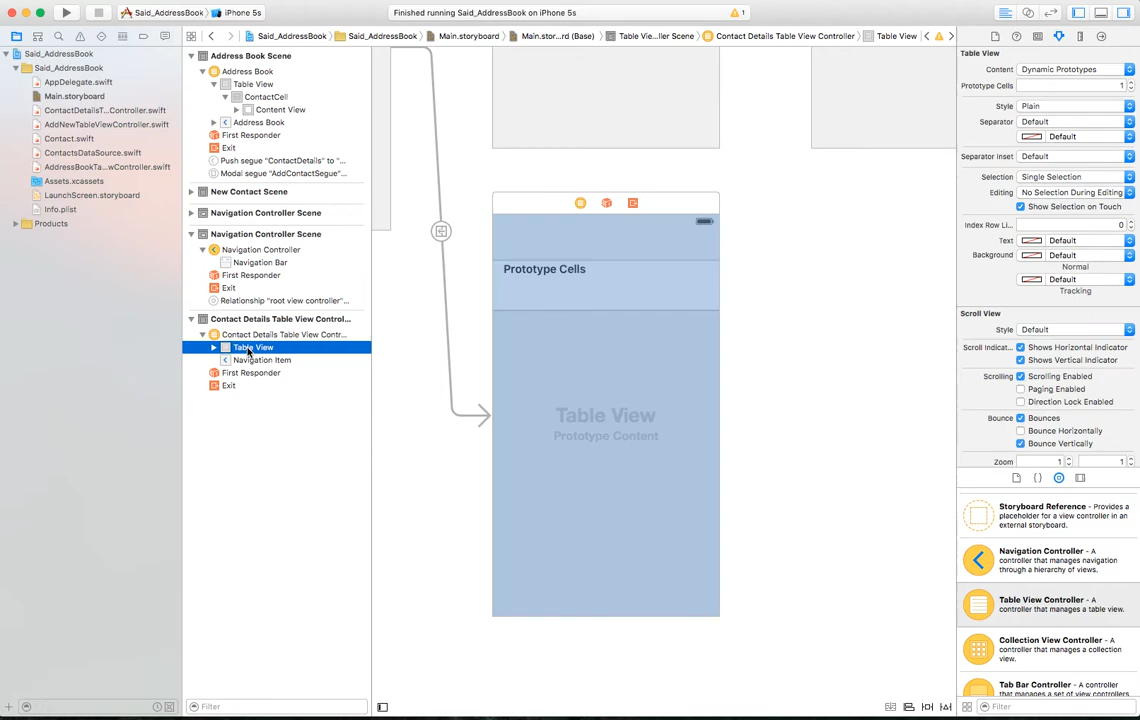 Said_AddressBook
iPhone 5s
Finished running Said_AddressBook on iPhone 5s
1
Said_AddressBook
Said_AddressBook
Main.storyboard
Main.stor...rd (Base)
Table Vie...ller Scene
Contact Details Table View Controller
Table View
Said_AddressBook
Said_AddressBook
AppDelegate.swift
Main.storyboard
ContactDetailsT...Controller.swift
AddNewTableViewController.swift
Contact.swift
ContactsDataSource.swift
AddressBookTa...wController.swift
Assets.xcassets
LaunchScreen.storyboard
Info.plist
Products
Address Book Scene
Address Book
Table View
ContactCell
Content View
Address Book
First Responder
Exit
Push segue "ContactDetails" to "...
Modal segue "AddContactSegue"...
New Contact Scene
Navigation Controller Scene
Navigation Controller Scene
Navigation Controller
Navigation Bar
First Responder
Exit
Relationship "root view controller"...
Contact Details Table View Control...
Contact Details Table View Contr...
Table View
Navigation Item
First Responder
Exit
Filter
Prototype Cells
Table View
Prototype Content
Table View
Content Dynamic Prototypes
Prototype Cells 1
Style Plain
Separator Default
Default
Separator Inset Default
Selection Single Selection
Editing No Selection During Editing
Show Selection on Touch
Index Row Li... 0
Text Default
Background Default
Normal
Default
Tracking
Scroll View
Style Default
Scroll Indicat... Shows Horizontal Indicator
Shows Vertical Indicator
Scrolling Scrolling Enabled
Paging Enabled
Direction Lock Enabled
Bounce Bounces
Bounce Horizontally
Bounce Vertically
Zoom 1 1
Storyboard Reference - Provides a
placeholder for a view controller in an
external storyboard.
Navigation Controller - A
controller that manages navigation
through a hierarchy of views.
Table View Controller - A
controller that manages a table view.
Collection View Controller - A
controller that manages a collection
view.
Tab Bar Controller - A controller
that manages a set of view controllers
Filter